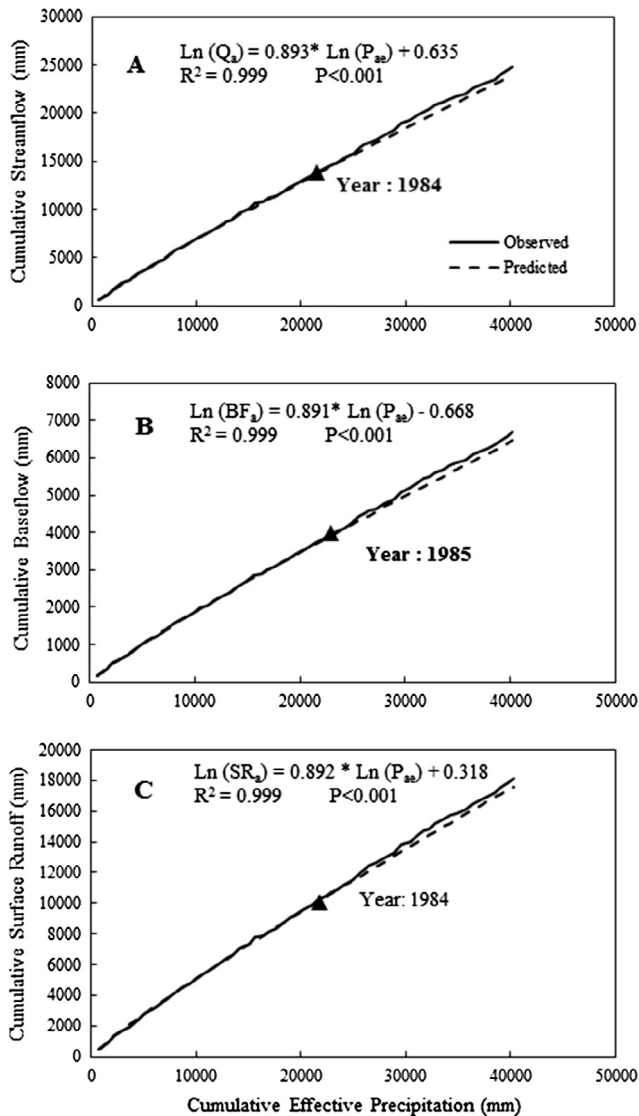 30000
25000
20000
15000
10000
5000
0
Cumulative Streamflow (mm)
A
Ln (Qₐ) = 0.893* Ln (Pₐₑ) + 0.635
R² = 0.999 P<0.001
Year : 1984
Observed
Predicted
0 10000 20000 30000 40000 50000
8000
7000
6000
5000
4000
3000
2000
1000
0
Cumulative Baseflow (mm)
B
Ln (BFₐ) = 0.891* Ln (Pₐₑ) - 0.668
R² = 0.999 P<0.001
Year : 1985
0 10000 20000 30000 40000 50000
20000
18000
16000
14000
12000
10000
8000
6000
4000
2000
0
Cumulative Surface Runoff (mm)
C
Ln (SRₐ) = 0.892 * Ln (Pₐₑ) + 0.318
R² = 0.999 P<0.001
Year: 1984
0 10000 20000 30000 40000 50000
Cumulative Effective Precipitation (mm)